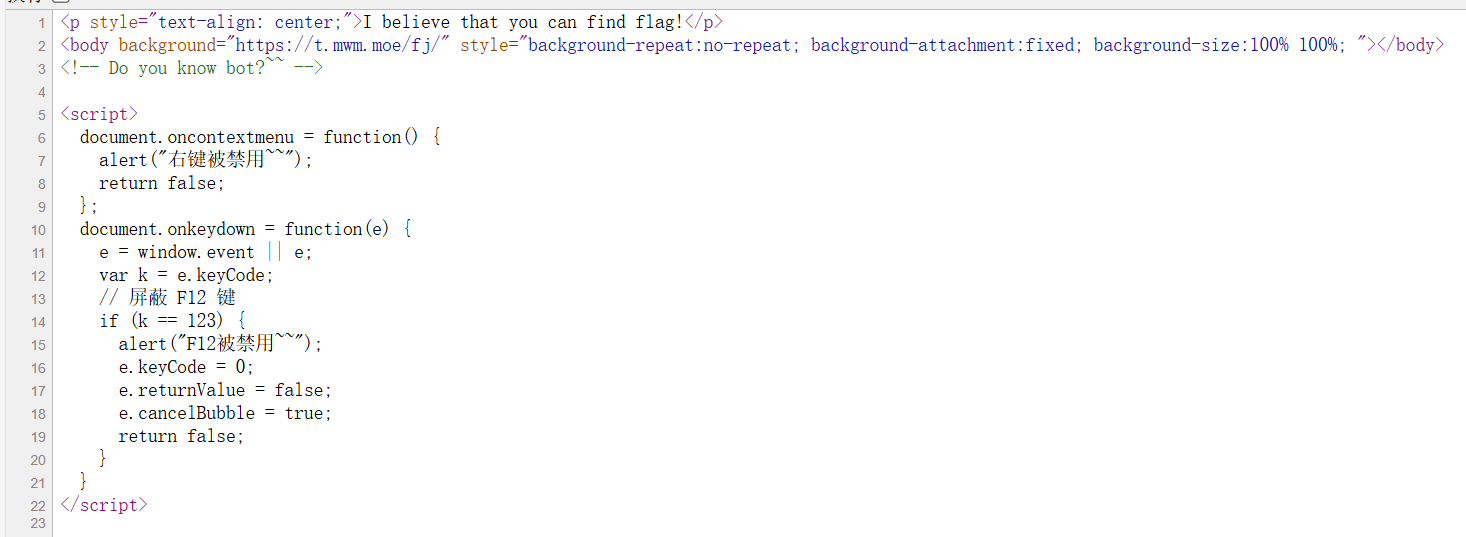 1 <p style="text-align: center;">I believe that you can find flag!</p>
2 <body background="https://t.mwm.moe/fj/" style="background-repeat:no-repeat; background-attachment:fixed; background-size:100% 100%; "></body>
3 <!-- Do you know bot?~~ -->
4
5 <script>
6 document.oncontextmenu = function() {
7 alert("右键被禁用~~");
8 return false;
9 };
10 document.onkeydown = function(e) {
11 e = window.event || e;
12 var k = e.keyCode;
13 // 屏蔽 F12 键
14 if (k == 123) {
15 alert("F12被禁用~~");
16 e.keyCode = 0;
17 e.returnValue = false;
18 e.cancelBubble = true;
19 return false;
20 }
21 }
22 </script>
23